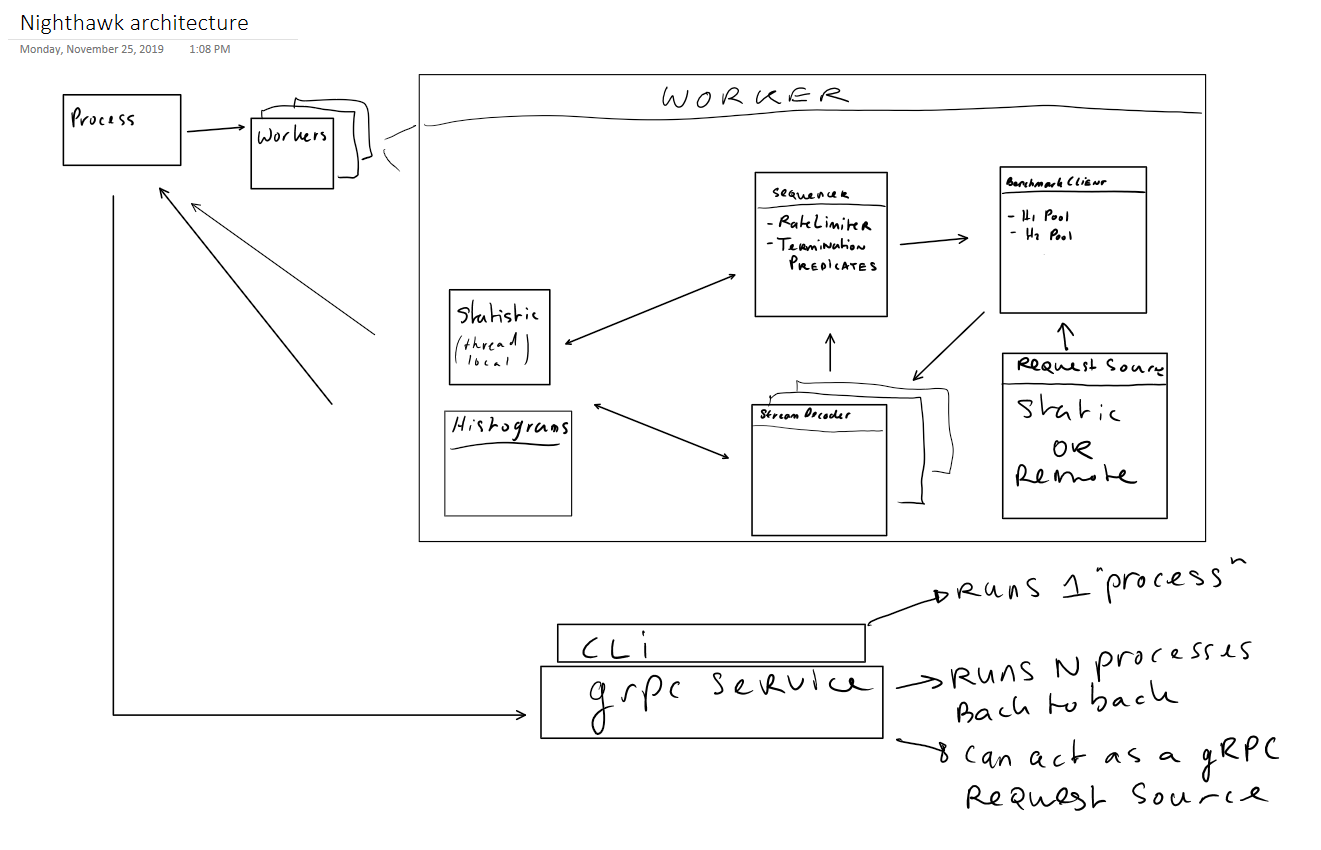 Nighthawk architecture
Monday, November 25, 2019 1:08 PM
Process
Workers
WORKER
Sequencer
- RateLimiter
- Termination
Predicates
Benchmark Client
- H1 Pool
- H2 Pool
Statistic
(thread
local)
Histograms
Stream Decoder
Request Source
Static
OR
Remote
CLi
grpc Service
Runs 1 "process"
Runs N processes
Back to back
Can act as a gRPC
Request Source